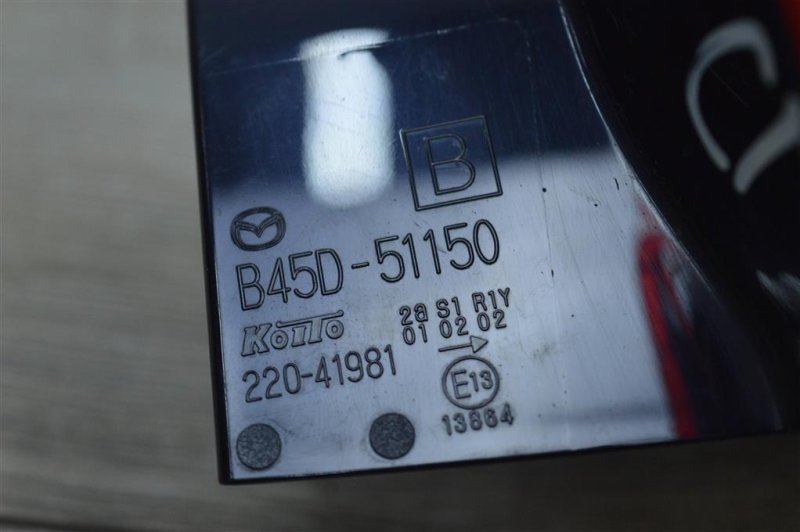 B
B45D-51150
KOITO
2a S1 R1Y
01 02 02
220-41981
E13
13864